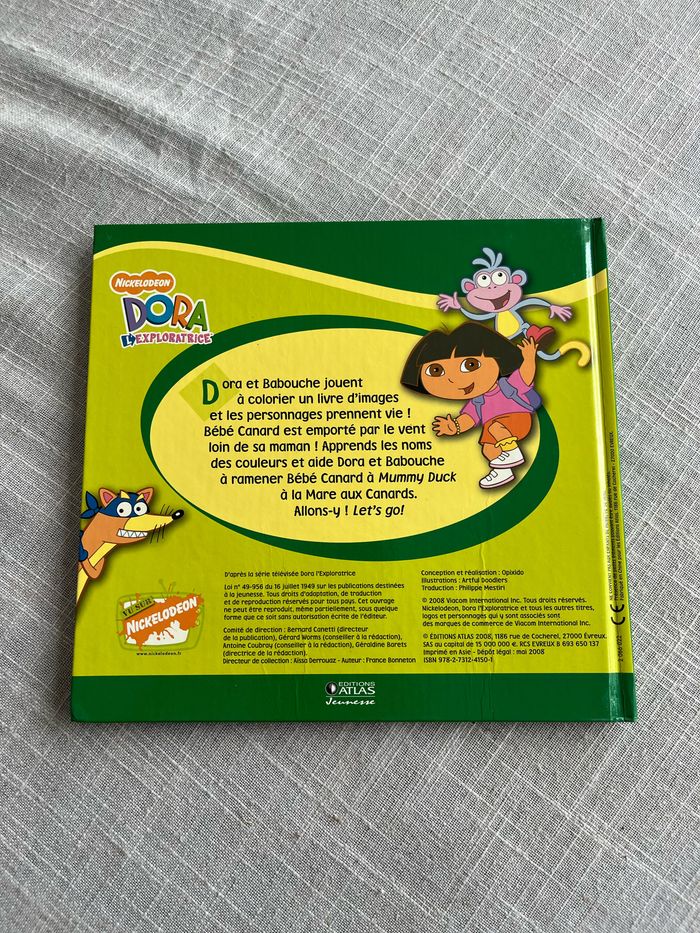 NICKELODEON
DORA
L'EXPLORATRICE
Dora et Babouche jouent
à colorier un livre d'images
et les personnages prennent vie !
Bébé Canard est emporté par le vent
loin de sa maman ! Apprends les noms
des couleurs et aide Dora et Babouche
à ramener Bébé Canard à Mummy Duck
à la Mare aux Canards.
Allons-y ! Let's go!
VU SUR
NICKELODEON
www.nickelodeon.fr
D'après la série télévisée Dora l'Exploratrice
Loi n° 49-956 du 16 juillet 1949 sur les publications destinées
à la jeunesse. Tous droits d'adaptation, de traduction
et de reproduction réservés pour tous pays. Cet ouvrage
ne peut être reproduit, même partiellement, sous quelque
forme que ce soit sans autorisation écrite de l'éditeur.
Comité de direction : Bernard Canetti (directeur
de la publication), Gérard Worms (conseiller à la rédaction),
Antoine Coubray (conseiller à la rédaction), Géraldine Barets
(directrice de la rédaction).
Directeur de collection : Aïssa Derrouaz - Auteur : France Bonneton
Conception et réalisation : Opixido
Illustrations : Artful Doodlers
Traduction : Philippe Mestiri
© 2008 Viacom International Inc. Tous droits réservés.
Nickelodeon, Dora l'Exploratrice et tous les autres titres,
logos et personnages qui y sont associés sont
des marques de commerce de Viacom International Inc.
© ÉDITIONS ATLAS 2008, 1186 rue de Cocherel, 27000 Évreux.
SAS au capital de 15 000 000 €. RCS EVREUX B 693 650 137
Imprimé en Asie - Dépôt légal : mai 2008
ISBN 978-2-7312-4150-1
EDITIONS
ATLAS
Jeunesse
CE